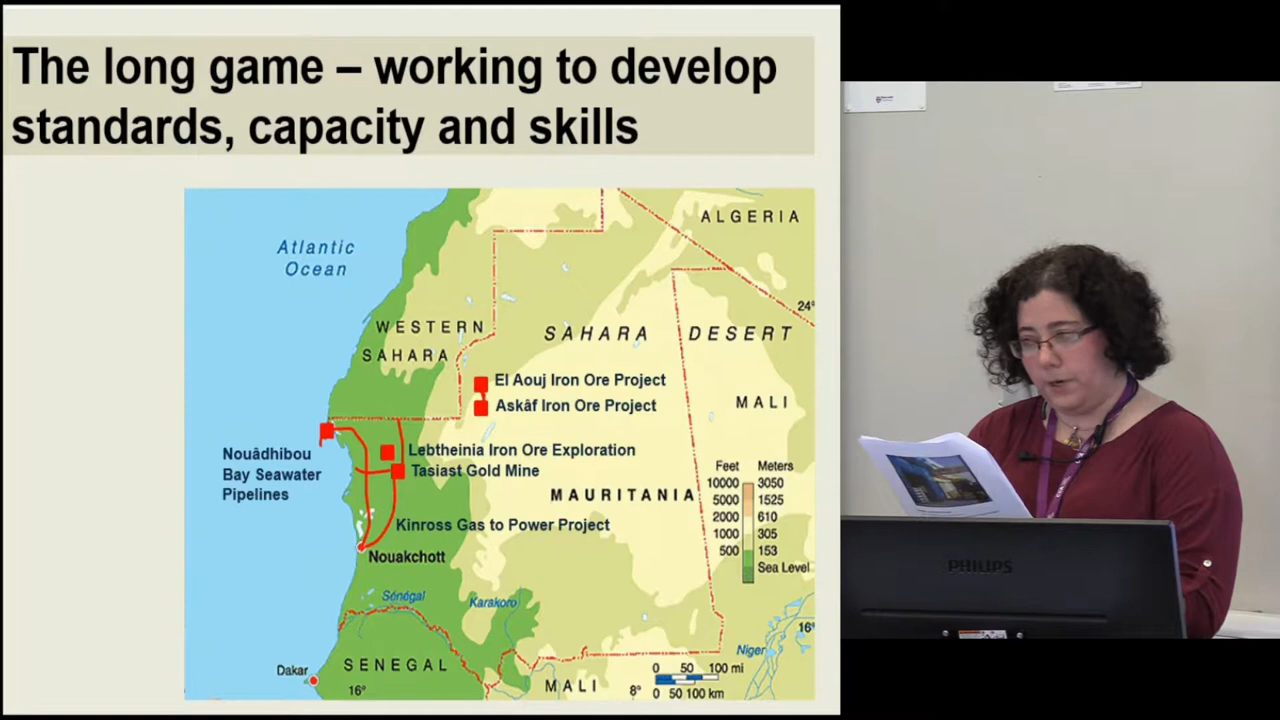 The long game – working to develop
standards, capacity and skills
ALGERIA
Atlantic
Ocean
24°
WESTERN
SAHARA
SAHARA DESERT
El Aouj Iron Ore Project
Askâf Iron Ore Project
MALI
Nouâdhibou
Bay Seawater
Pipelines
Lebtheinia Iron Ore Exploration
Tasiast Gold Mine
MAURITANIA
Feet Meters
10000 3050
5000 1525
2000 610
1000 305
500 153
Sea Level
Kinross Gas to Power Project
Nouakchott
Sénégal
Karakoro
16°
Niger
Dakar
SENEGAL
16°
MALI
8°
0 50 100 mi
0 50 100 km
PHILIPS